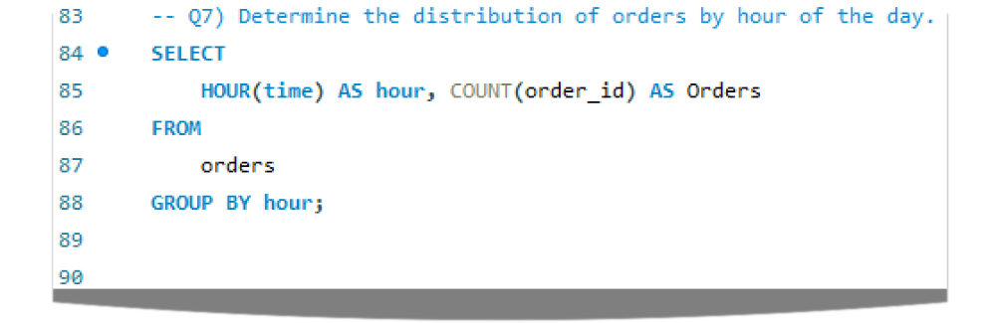 83 -- Q7) Determine the distribution of orders by hour of the day.
84 SELECT
85 HOUR(time) AS hour, COUNT(order_id) AS Orders
86 FROM
87 orders
88 GROUP BY hour;
89
90